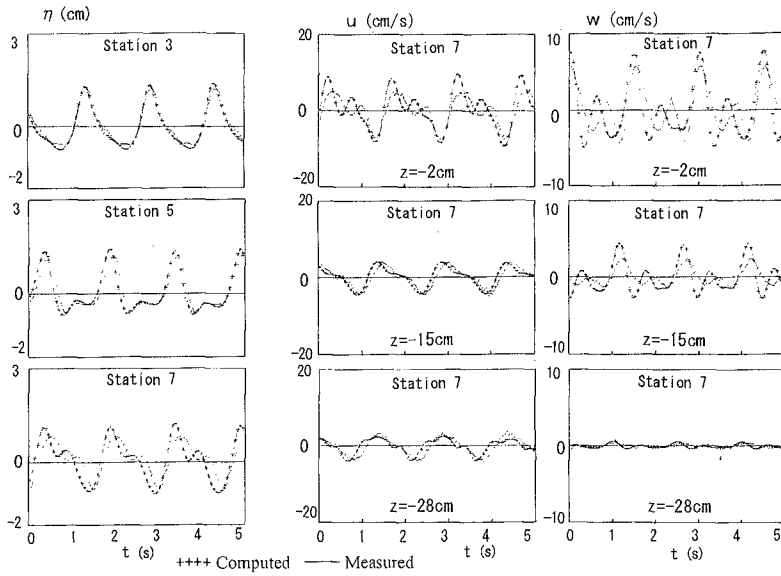 η (cm)
u (cm/s)
w (cm/s)
3
Station 3
0
-2
20
Station 7
0
-20
z=-2cm
10
Station 7
0
-10
z=-2cm
3
Station 5
0
-2
20
Station 7
0
-20
z=-15cm
10
Station 7
0
-10
z=-15cm
3
Station 7
0
-2
0 1 2 3 4 5
t (s)
20
Station 7
0
-20
z=-28cm
0 1 2 3 4 5
t (s)
10
Station 7
0
-10
z=-28cm
0 1 2 3 4 5
t (s)
++++ Computed — Measured